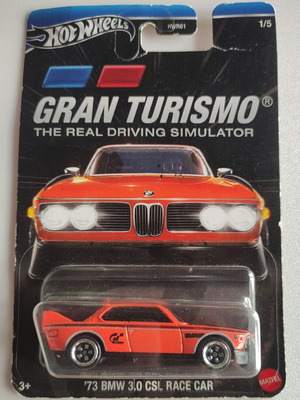 Hot Wheels
HWR61
1/5
GRAN TURISMO®
THE REAL DRIVING SIMULATOR
3+
'73 BMW 3.0 CSL RACE CAR
MATTEL